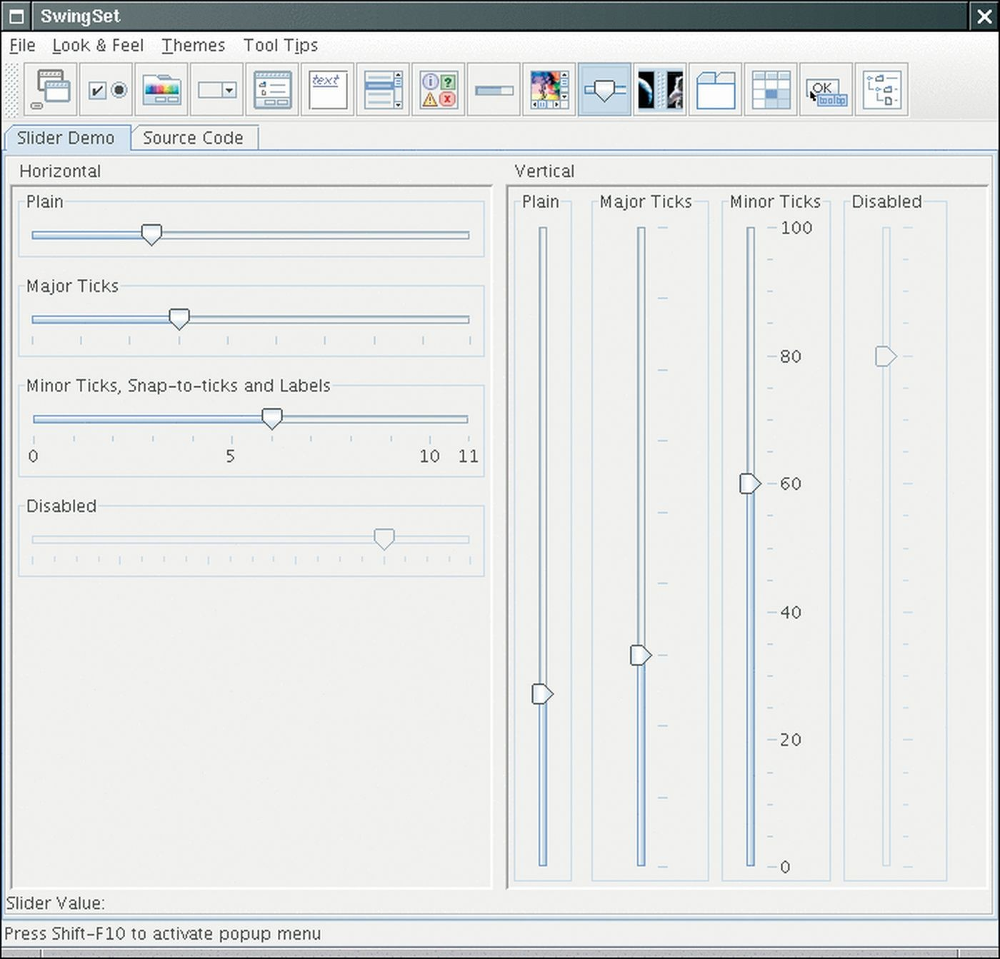 SwingSet
File Look & Feel Themes Tool Tips
text
OK
tooltip
Slider Demo Source Code
Horizontal
Plain
Major Ticks
Minor Ticks, Snap-to-ticks and Labels
0 5 10 11
Disabled
Vertical
Plain Major Ticks Minor Ticks Disabled
100
80
60
40
20
0
Slider Value:
Press Shift-F10 to activate popup menu